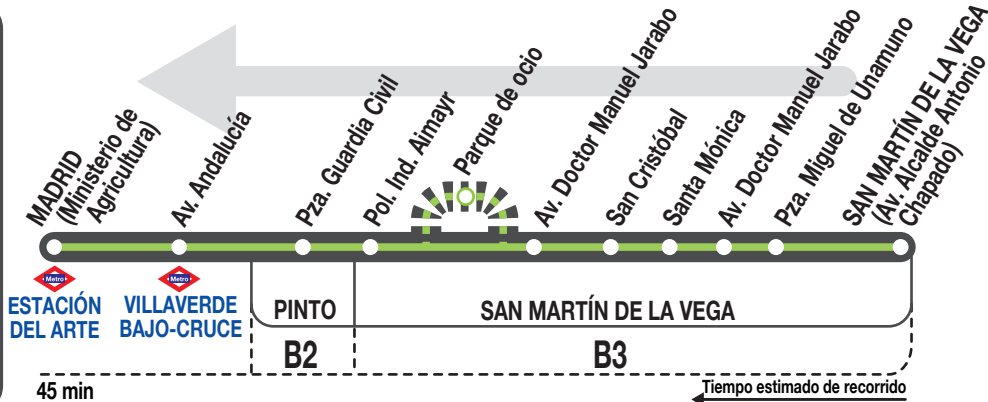 MADRID
(Ministerio de
Agricultura)
Av. Andalucía
Pza. Guardia Civil
Pol. Ind. Aimayr
Parque de ocio
Av. Doctor Manuel Jarabo
San Cristóbal
Santa Mónica
Av. Doctor Manuel Jarabo
Pza. Miguel de Unamuno
SAN MARTÍN DE LA VEGA
(Av. Alcalde Antonio
Chapado)
Metro
ESTACIÓN
DEL ARTE
Metro
VILLAVERDE
BAJO-CRUCE
PINTO
SAN MARTÍN DE LA VEGA
B2
B3
45 min
Tiempo estimado de recorrido